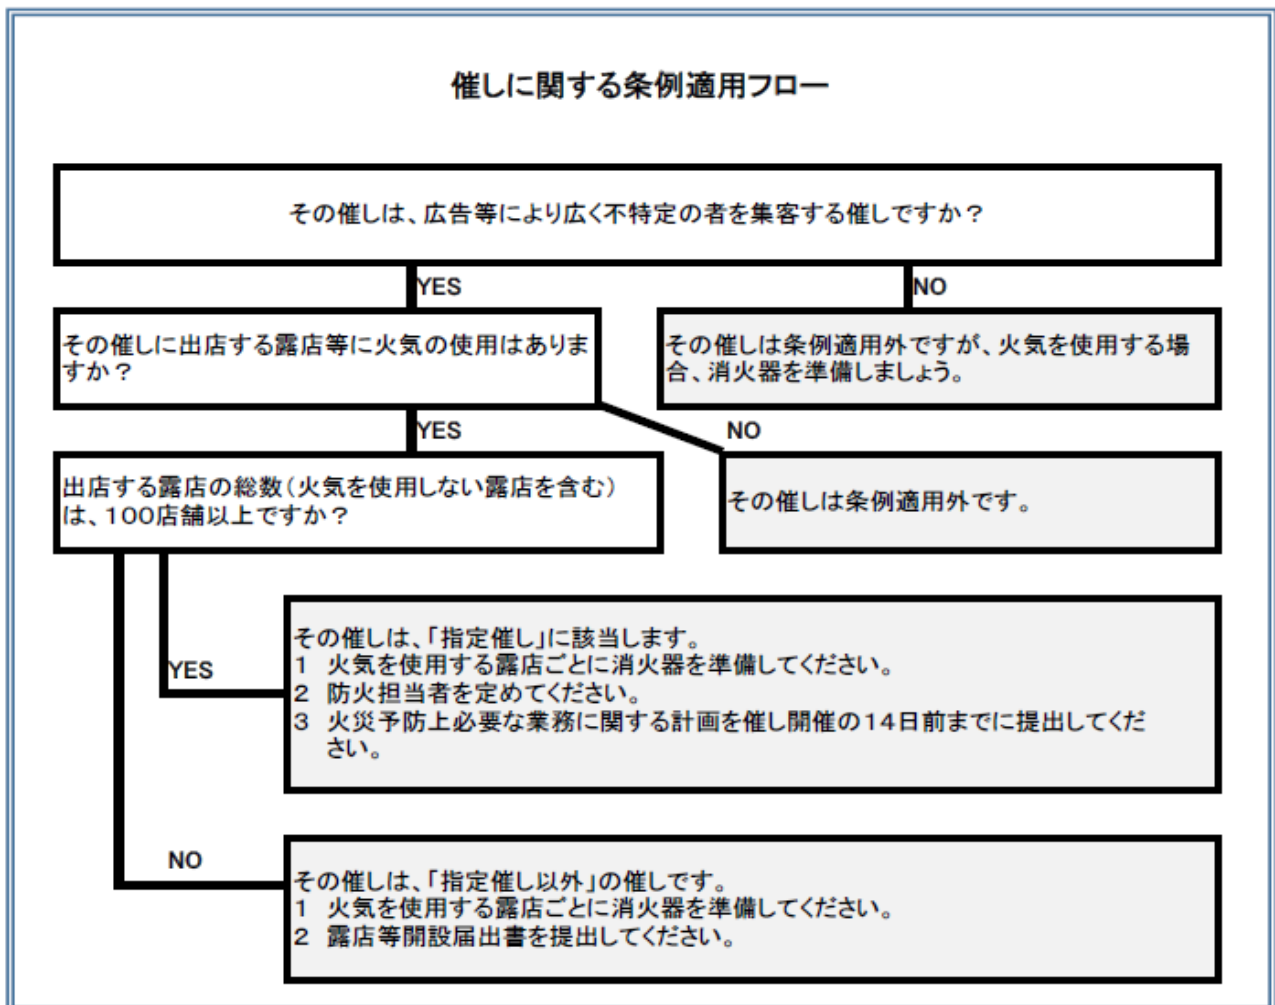 催しに関する条例適用フロー
その催しは、広告等により広く不特定の者を集客する催しですか？
YES
NO
その催しに出店する露店等に火気の使用はありま
すか？
その催しは条例適用外ですが、火気を使用する場
合、消火器を準備しましょう。
YES
NO
出店する露店の総数（火気を使用しない露店を含む）
は、１００店舗以上ですか？
その催しは条例適用外です。
YES
その催しは、「指定催し」に該当します。
１　火気を使用する露店ごとに消火器を準備してください。
２　防火担当者を定めてください。
３　火災予防上必要な業務に関する計画を催し開催の１４日前までに提出してくだ
さい。
NO
その催しは、「指定催し以外」の催しです。
１　火気を使用する露店ごとに消火器を準備してください。
２　露店等開設届出書を提出してください。